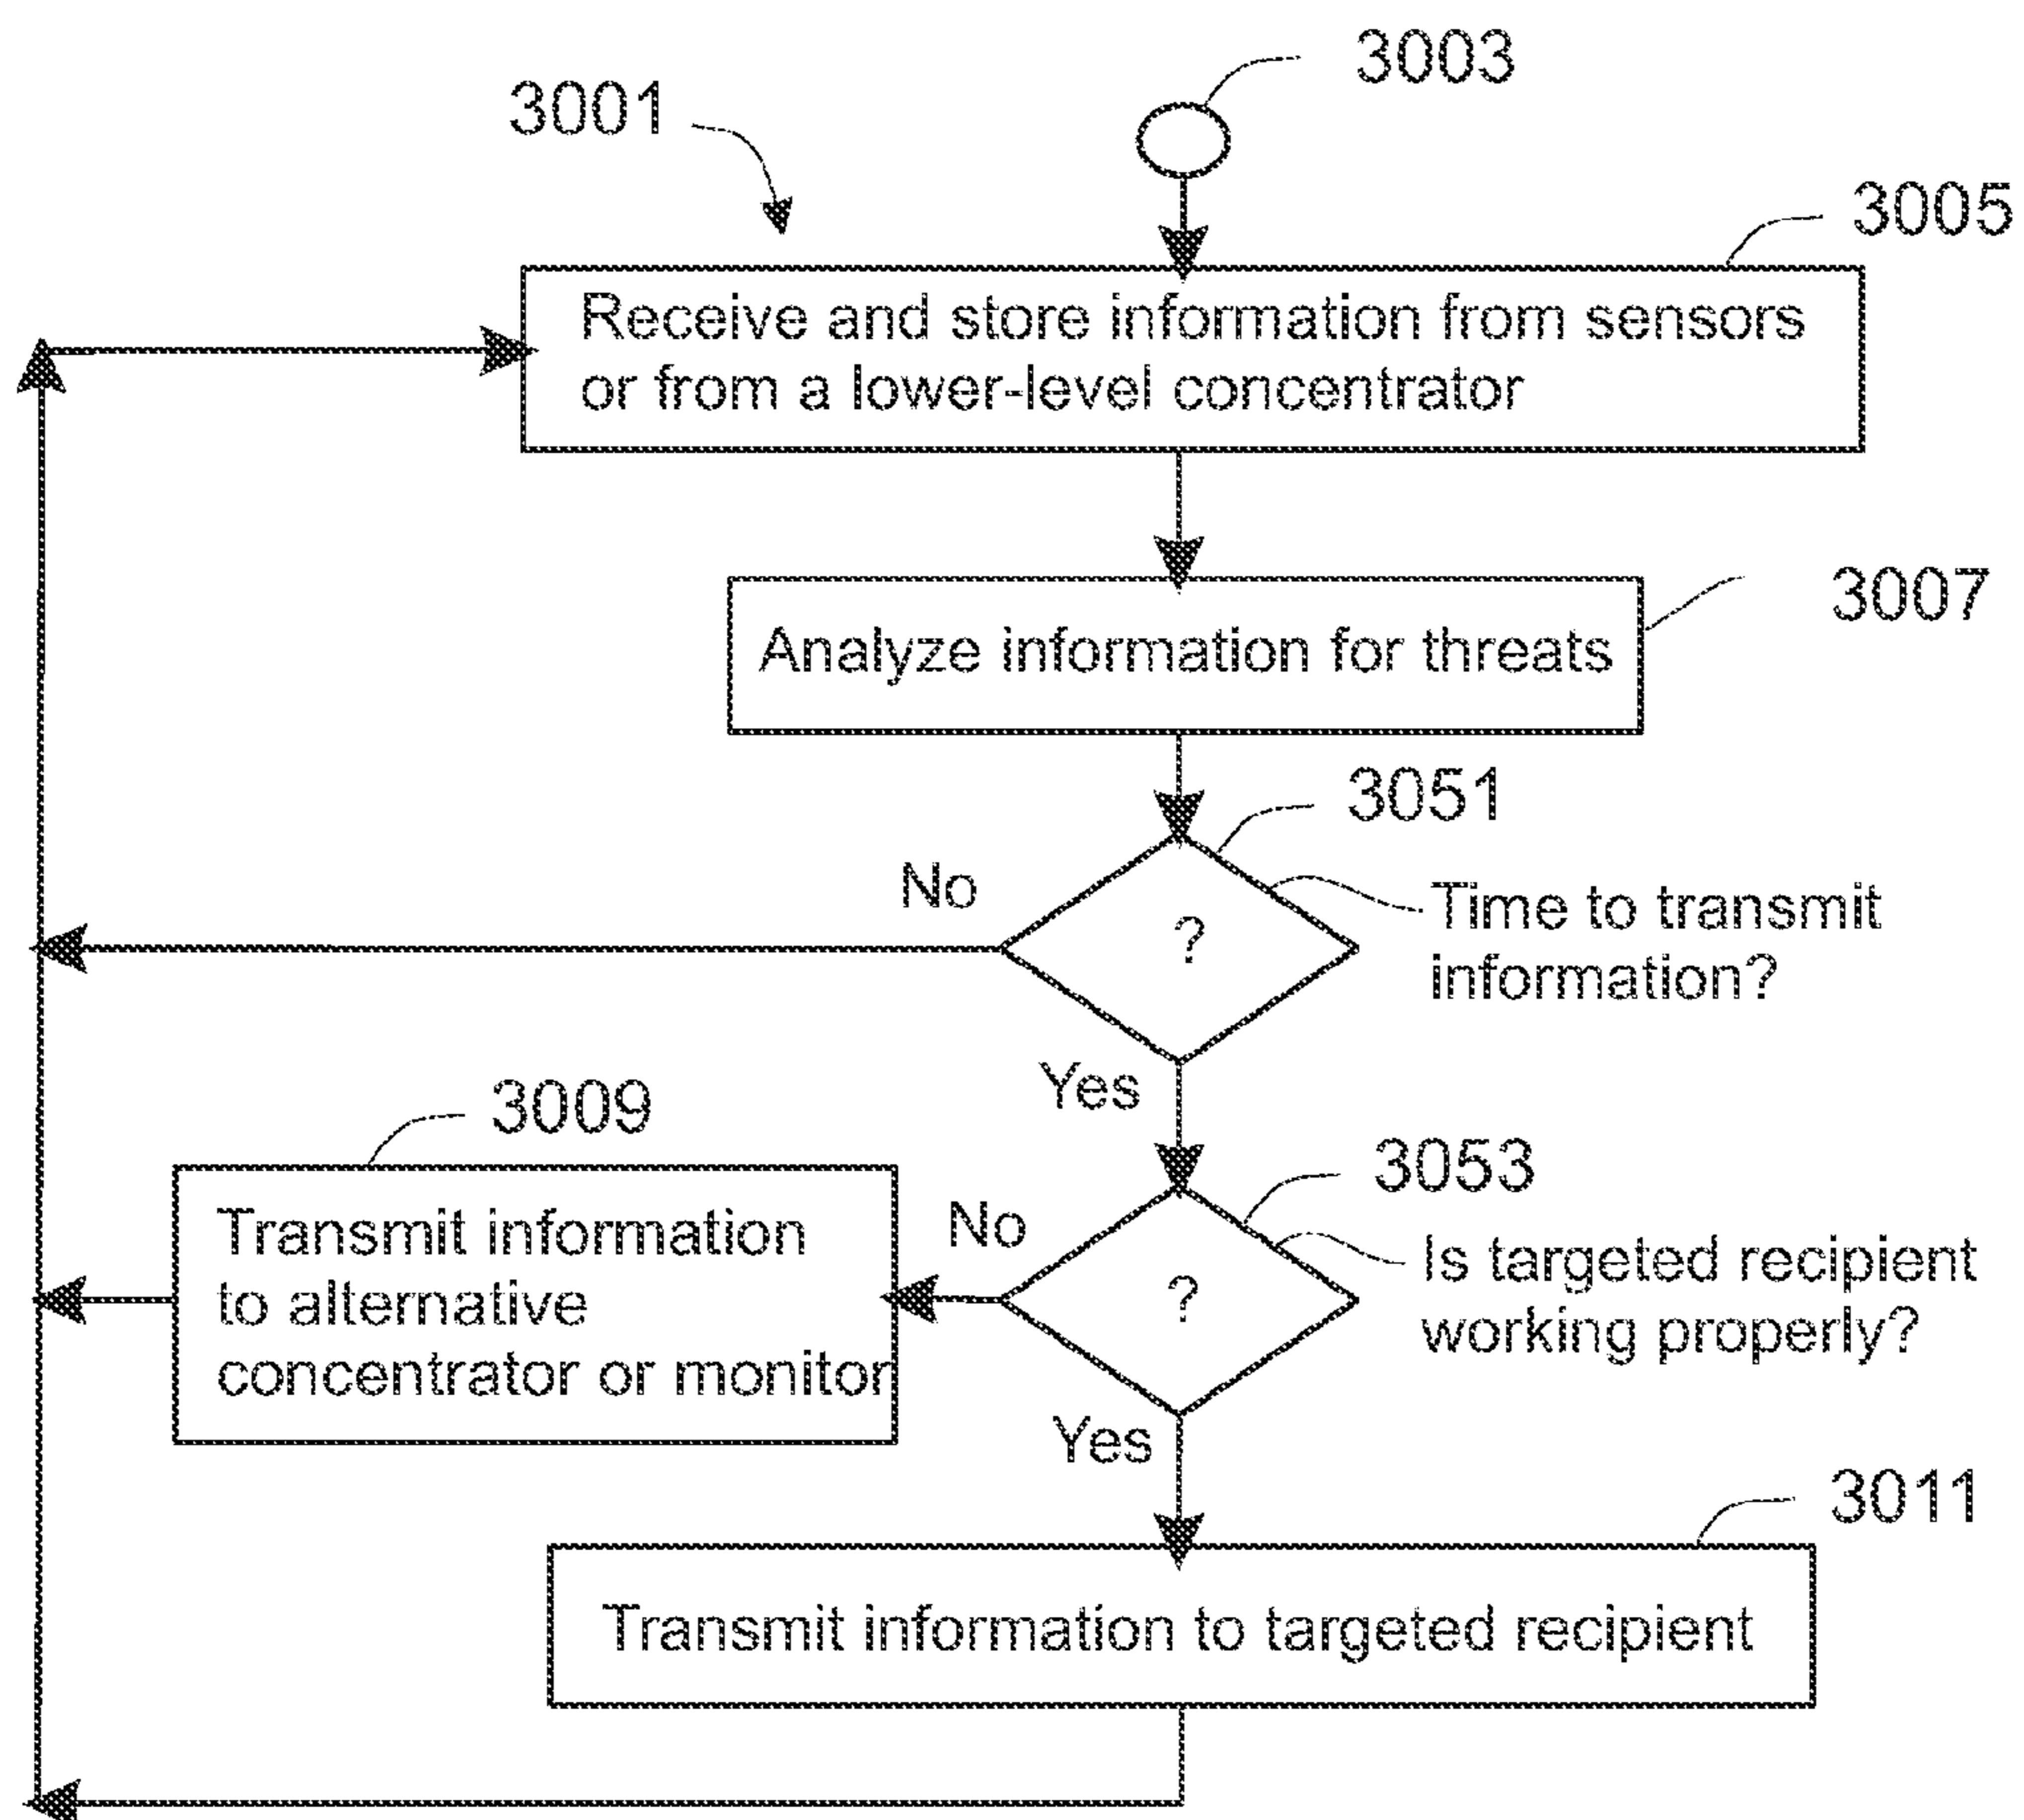 3003
3001
3005
Receive and store information from sensors
or from a lower-level concentrator
3007
Analyze information for threats
3051
No
?
Time to transmit
information?
Yes
3009
3053
Transmit information
to alternative
concentrator or monitor
No
?
Is targeted recipient
working properly?
Yes
3011
Transmit information to targeted recipient